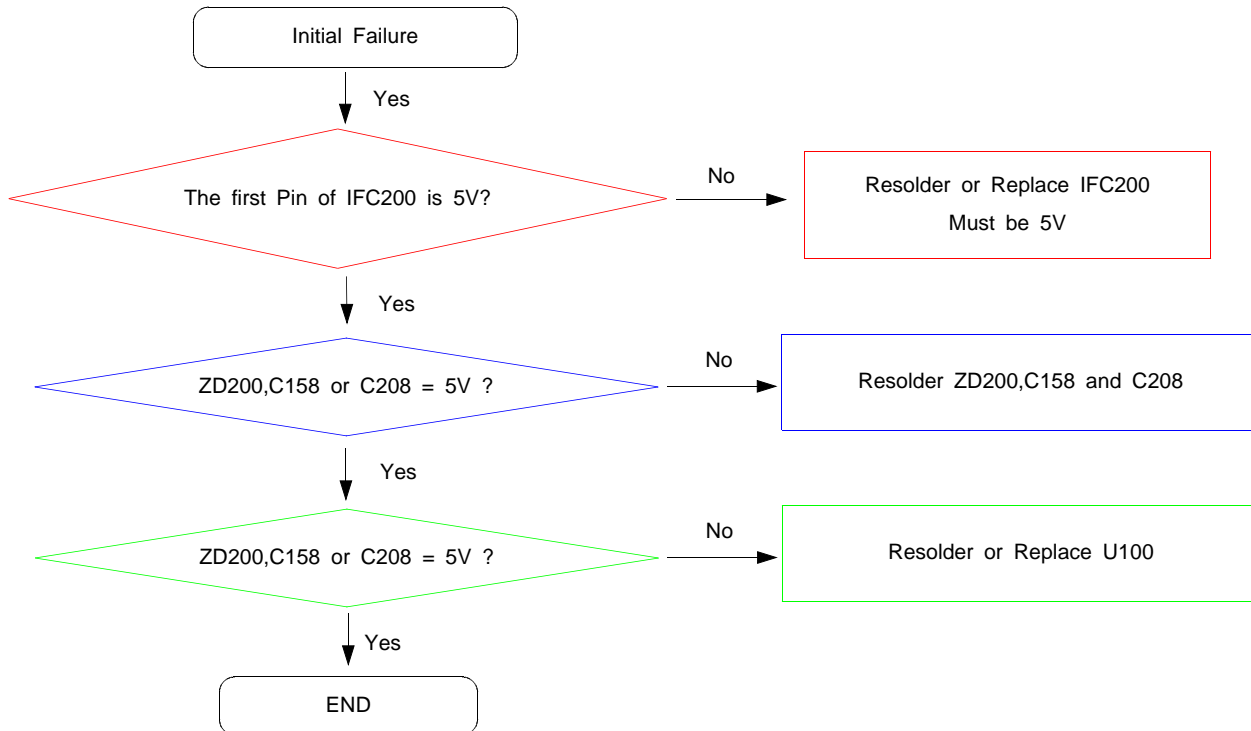 Initial Failure
Yes
The first Pin of IFC200 is 5V?
No
Resolder or Replace IFC200
Must be 5V
Yes
ZD200,C158 or C208 = 5V ?
No
Resolder ZD200,C158 and C208
Yes
ZD200,C158 or C208 = 5V ?
No
Resolder or Replace U100
Yes
END